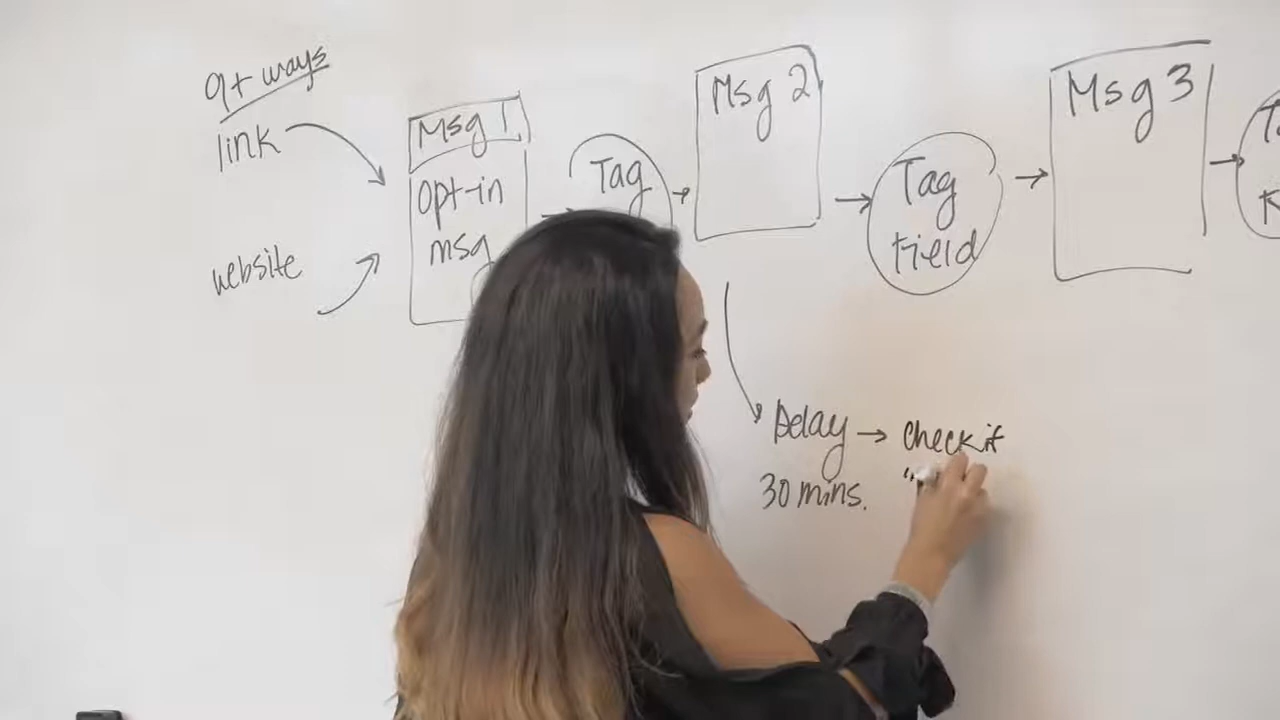 9+ ways
link
website
Msg 1
opt-in
msg
Tag
Msg 2
Tag
field
Msg 3
Delay → check if
30 mins.